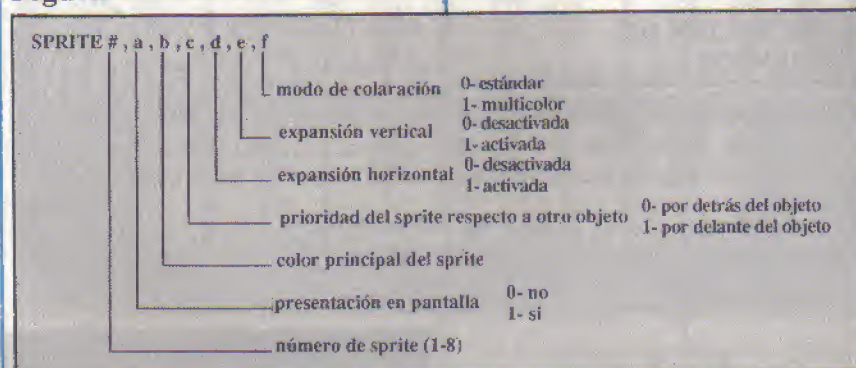 SPRITE #, a, b, c, d, e, f
modo de colaración 0- estándar
1- multicolor
expansión vertical 0- desactivada
1- activada
expansión horizontal 0- desactivada
1- activada
prioridad del sprite respecto a otro objeto 0- por detrás del objeto
1- por delante del objeto
color principal del sprite
presentación en pantalla 0- no
1- si
número de sprite (1-8)